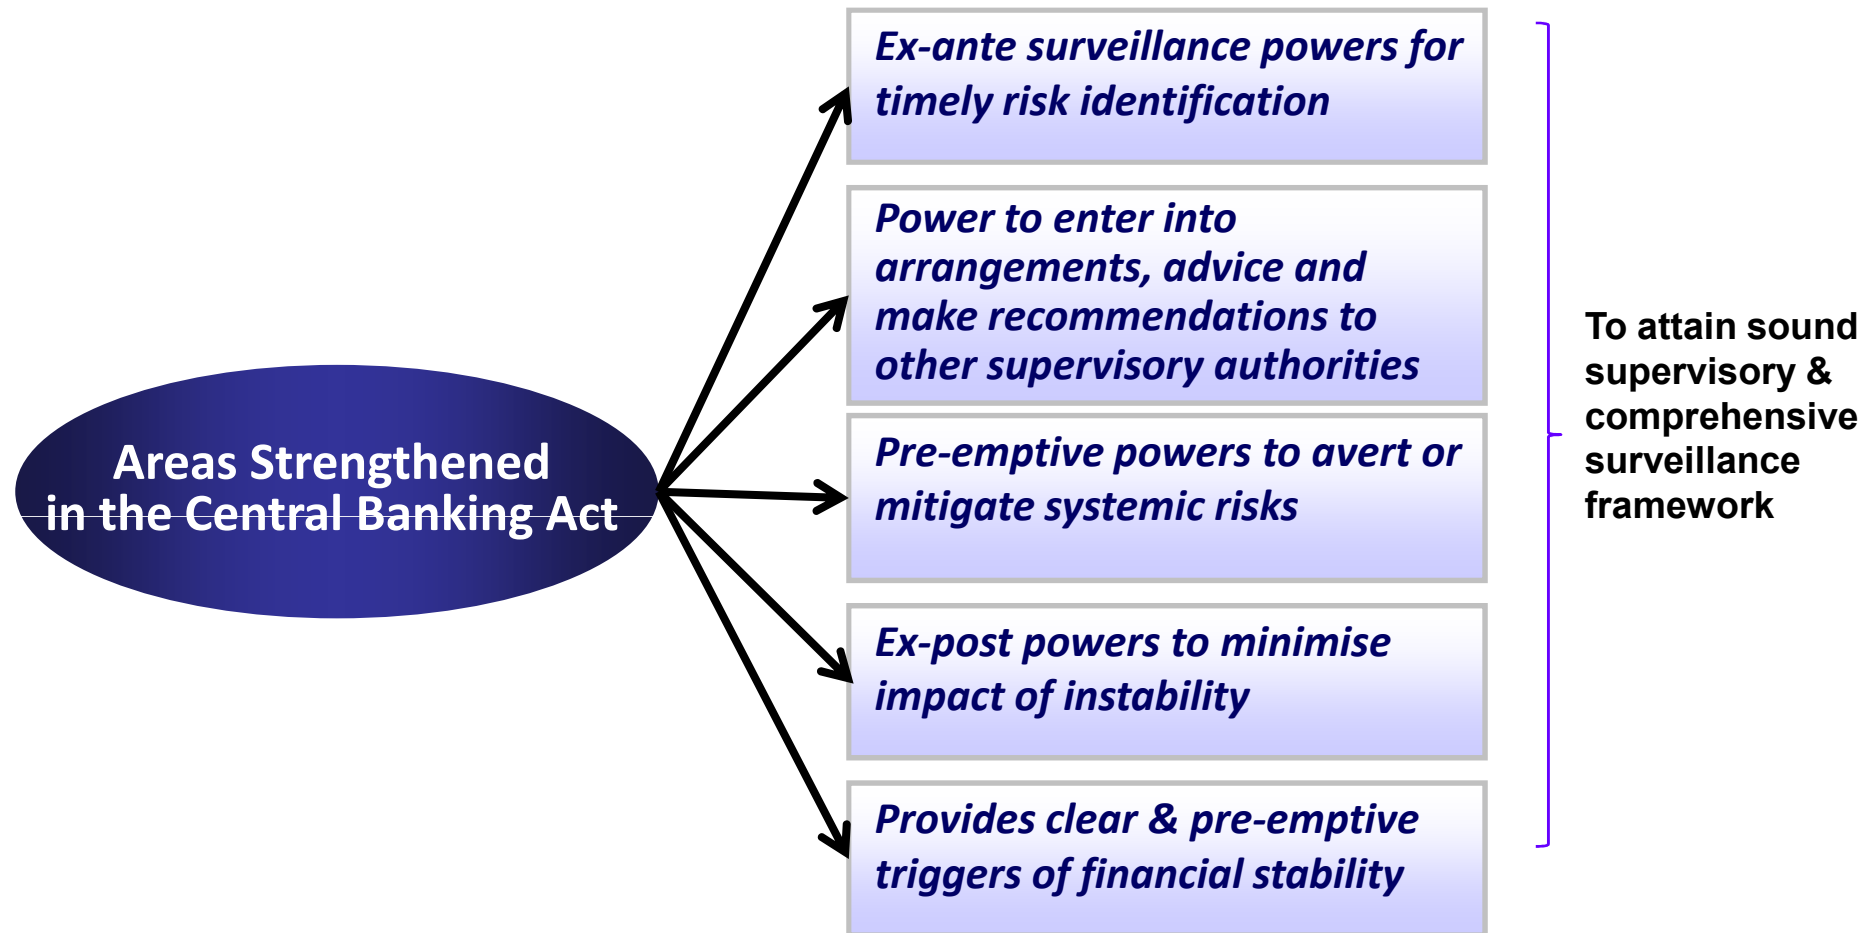 Ex-ante surveillance powers for
timely risk identification
Power to enter into
arrangements, advice and
make recommendations to
other supervisory authorities
Areas Strengthened
in the Central Banking Act
Pre-emptive powers to avert or
mitigate systemic risks
Ex-post powers to minimise
impact of instability
Provides clear & pre-emptive
triggers of financial stability
To attain sound
supervisory &
comprehensive
surveillance
framework